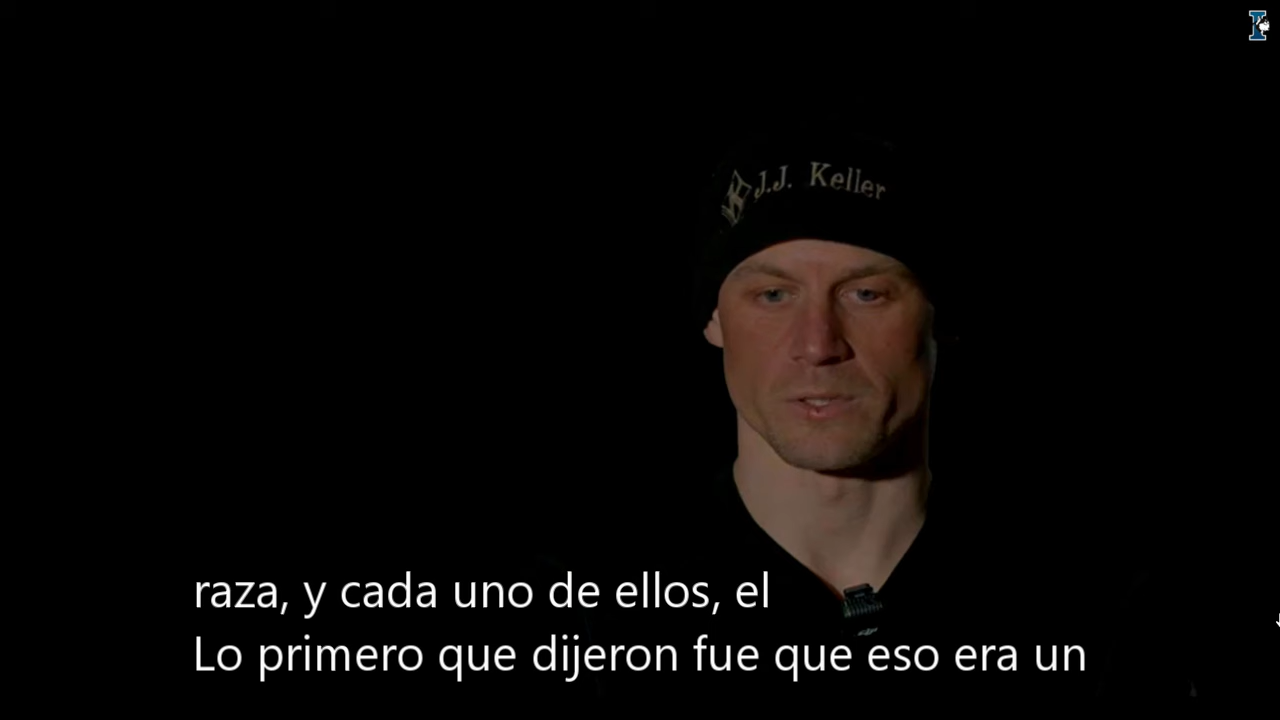 J.J. Keller
raza, y cada uno de ellos, el
Lo primero que dijeron fue que eso era un